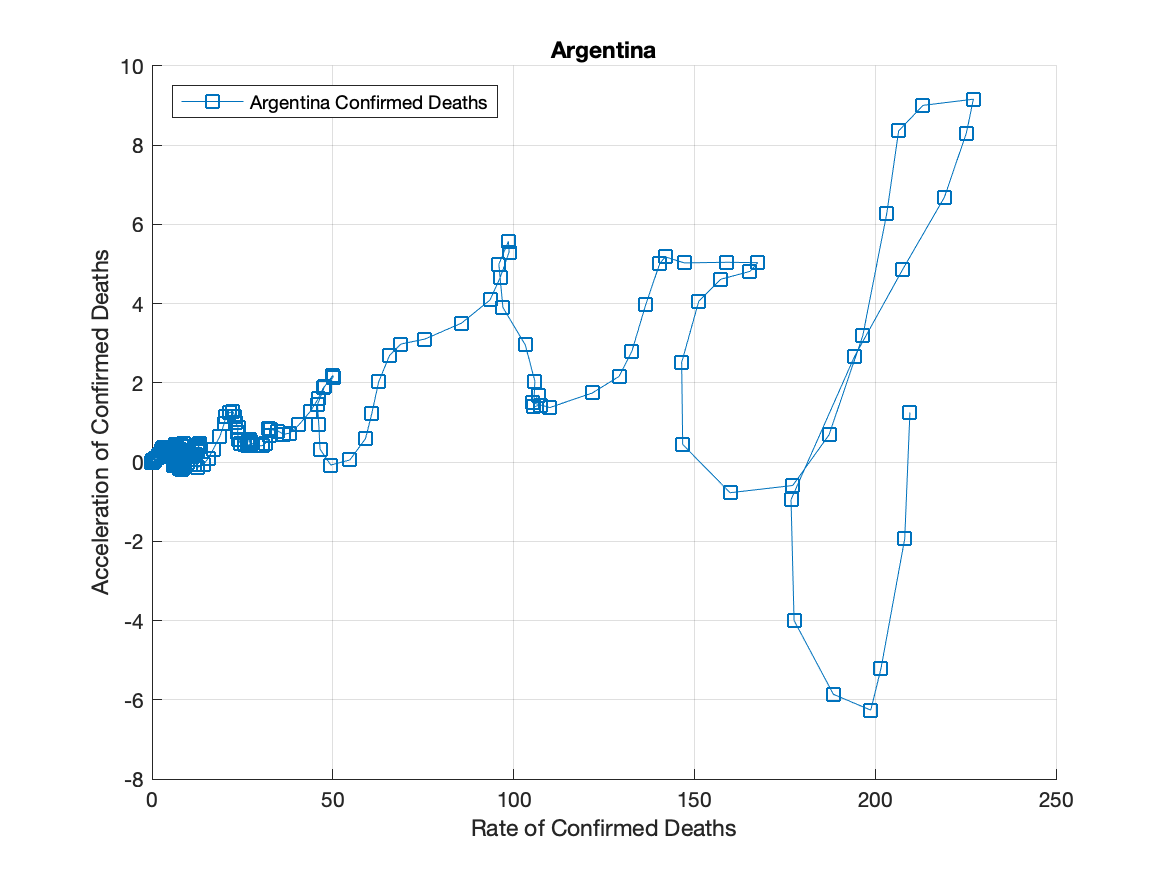 Argentina
Argentina Confirmed Deaths
10
8
6
4
2
0
-2
-4
-6
-8
Acceleration of Confirmed Deaths
0 50 100 150 200 250
Rate of Confirmed Deaths